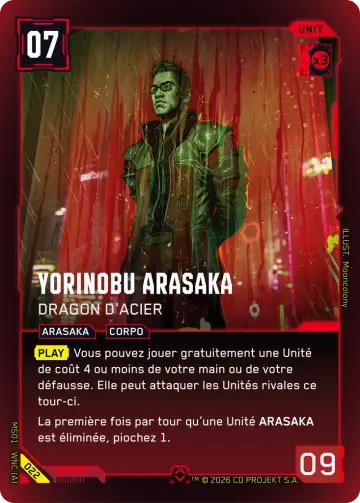 07
UNIT
x3
ILLUST. Mooncolony
YORINOBU ARASAKA
DRAGON D'ACIER
ARASAKA CORPO
PLAY Vous pouvez jouer gratuitement une Unité
de coût 4 ou moins de votre main ou de votre
défausse. Elle peut attaquer les Unités rivales ce
tour-ci.
La première fois par tour qu'une Unité ARASAKA
est éliminée, piochez 1.
022
™ © 2026 CD PROJEKT S.A.
09